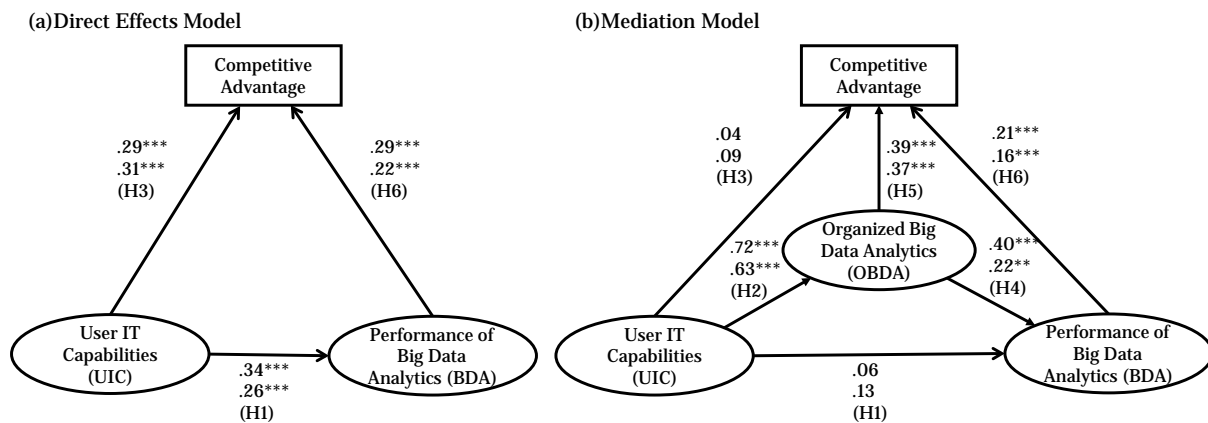 (a)Direct Effects Model
Competitive
Advantage
.29***
.31***
(H3)
.29***
.22***
(H6)
User IT
Capabilities
(UIC)
.34***
.26***
(H1)
Performance of
Big Data
Analytics (BDA)
(b)Mediation Model
Competitive
Advantage
.04
.09
(H3)
.39***
.37***
(H5)
.21***
.16***
(H6)
.72***
.63***
(H2)
Organized Big
Data Analytics
(OBDA)
.40***
.22**
(H4)
User IT
Capabilities
(UIC)
.06
.13
(H1)
Performance of
Big Data
Analytics (BDA)